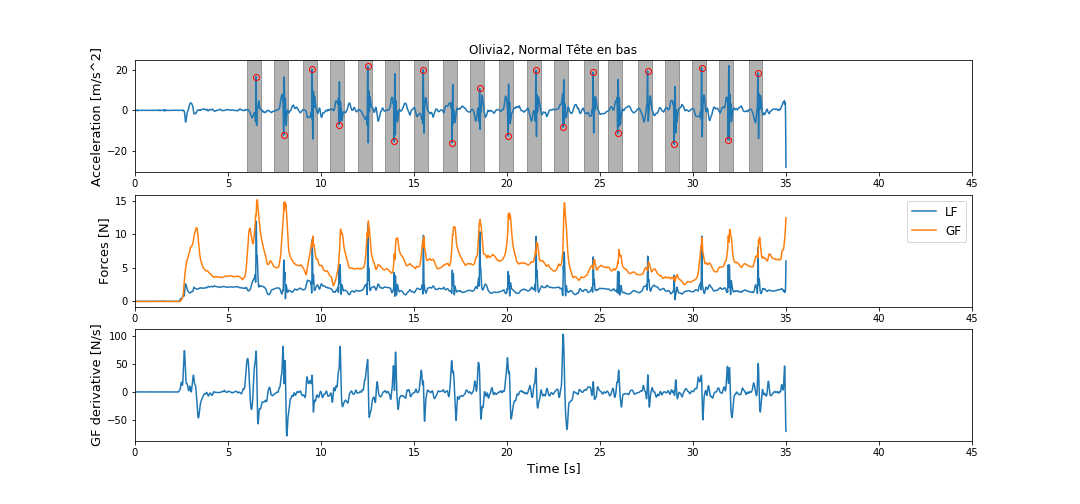 Olivia2, Normal Tête en bas
Acceleration [m/s^2]
20
0
−20
0 5 10 15 20 25 30 35 40 45
Forces [N]
15
10
5
0
LF
GF
0 5 10 15 20 25 30 35 40 45
GF derivative [N/s]
100
50
0
−50
0 5 10 15 20 25 30 35 40 45
Time [s]